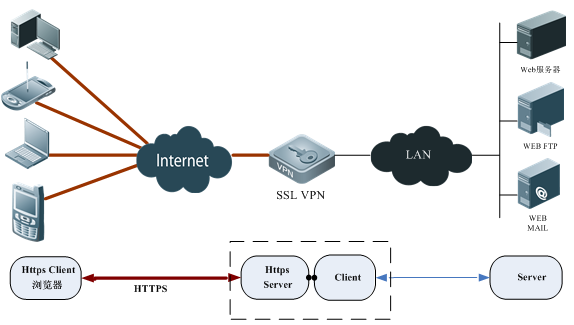 Web服务器
Internet
VPN
LAN
WEB FTP
SSL VPN
WEB
MAIL
Https Client
浏览器
HTTPS
Https
Server
Client
Server